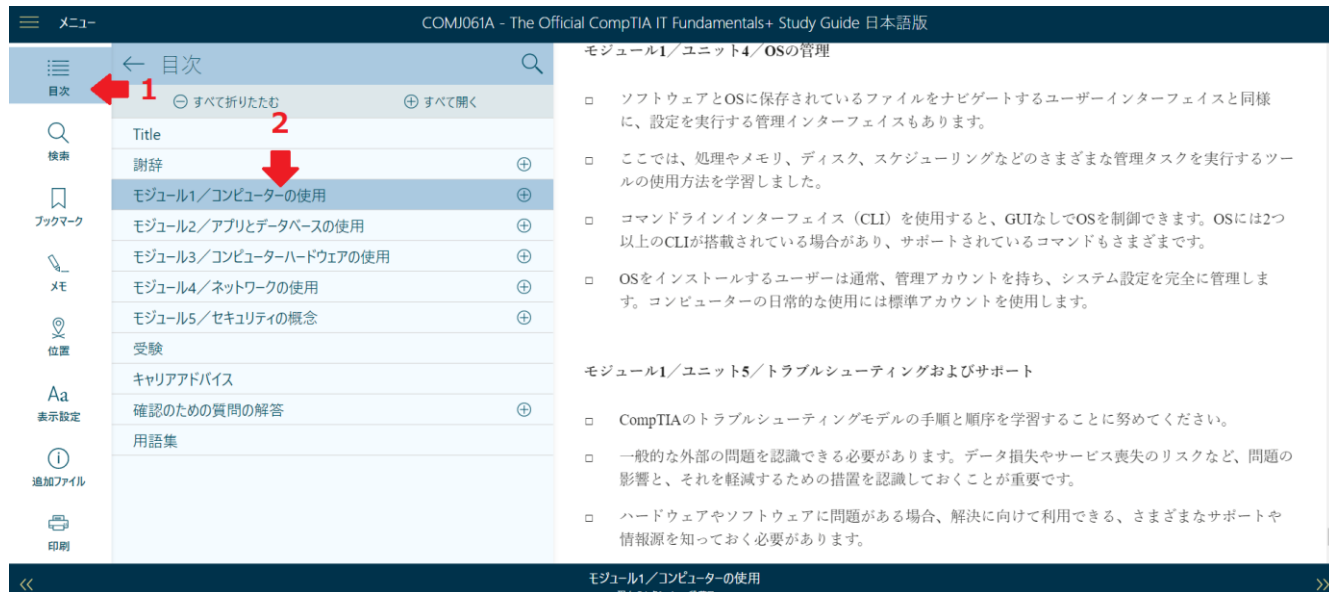 メニュー
COMJ061A - The Official CompTIA IT Fundamentals+ Study Guide 日本語版
目次
検索
ブックマーク
メモ
位置
Aa
表示設定
追加ファイル
印刷
1
← 目次
すべて折りたたむ
すべて開く
2
Title
謝辞
モジュール1／コンピューターの使用
モジュール2／アプリとデータベースの使用
モジュール3／コンピューターハードウェアの使用
モジュール4／ネットワークの使用
モジュール5／セキュリティの概念
受験
キャリアアドバイス
確認のための質問の解答
用語集
モジュール1／ユニット4／OSの管理
ソフトウェアとOSに保存されているファイルをナビゲートするユーザーインターフェイスと同様
に、設定を実行する管理インターフェイスもあります。
ここでは、処理やメモリ、ディスク、スケジューリングなどのさまざまな管理タスクを実行するツー
ルの使用方法を学習しました。
コマンドラインインターフェイス（CLI）を使用すると、GUIなしでOSを制御できます。OSには2つ
以上のCLIが搭載されている場合があり、サポートされているコマンドもさまざまです。
OSをインストールするユーザーは通常、管理アカウントを持ち、システム設定を完全に管理しま
す。コンピューターの日常的な使用には標準アカウントを使用します。
モジュール1／ユニット5／トラブルシューティングおよびサポート
CompTIAのトラブルシューティングモデルの手順と順序を学習することに努めてください。
一般的な外部の問題を認識できる必要があります。データ損失やサービス喪失のリスクなど、問題の
影響と、それを軽減するための措置を認識しておくことが重要です。
ハードウェアやソフトウェアに問題がある場合、解決に向けて利用できる、さまざまなサポートや
情報源を知っておく必要があります。
モジュール1／コンピューターの使用